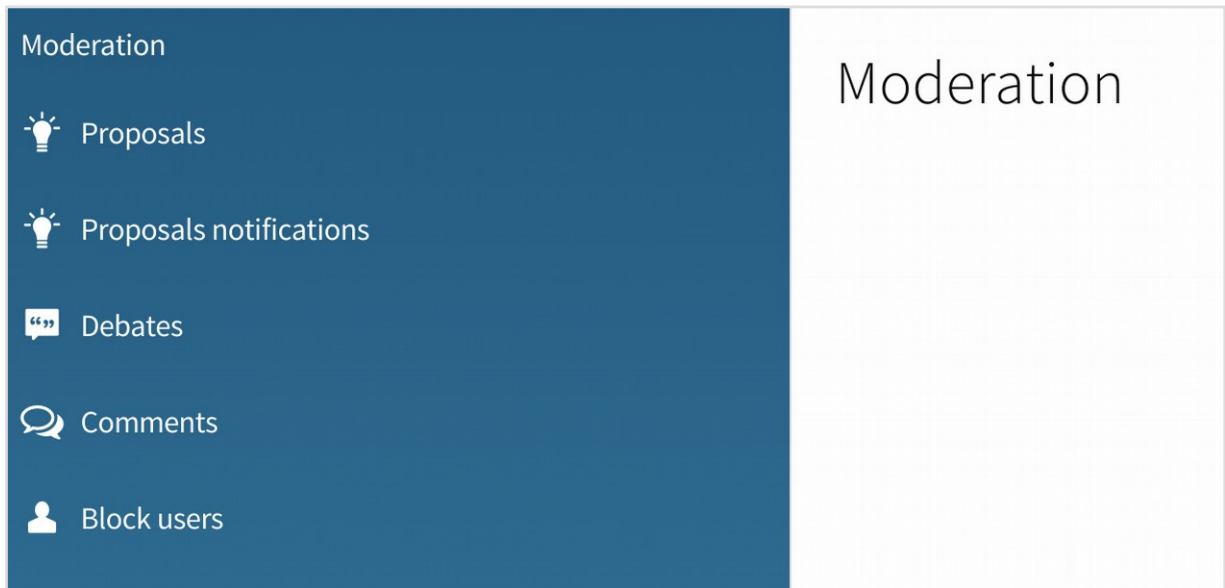 Moderation
Proposals
Proposals notifications
Debates
Comments
Block users
Moderation